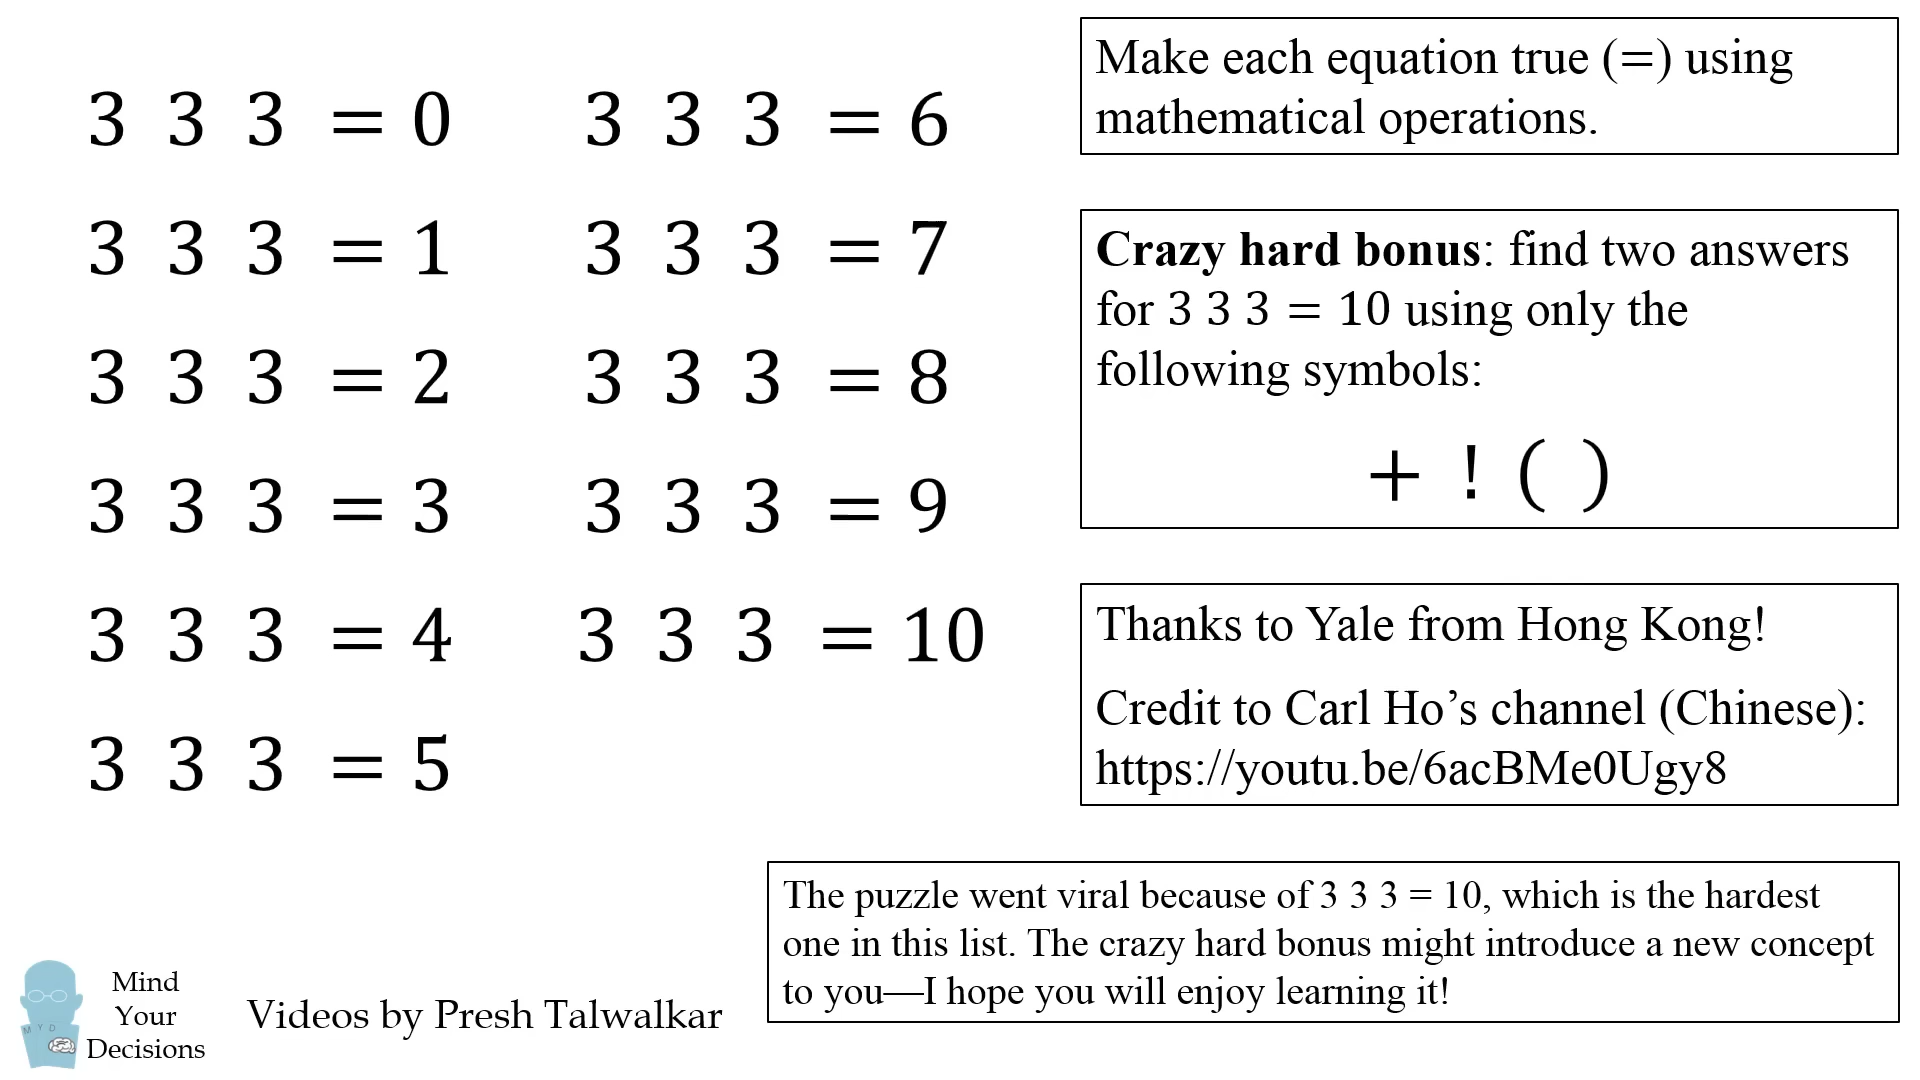 3 3 3 = 0
3 3 3 = 1
3 3 3 = 2
3 3 3 = 3
3 3 3 = 4
3 3 3 = 5
3 3 3 = 6
3 3 3 = 7
3 3 3 = 8
3 3 3 = 9
3 3 3 = 10
Make each equation true (=) using
mathematical operations.
Crazy hard bonus: find two answers
for 3 3 3 = 10 using only the
following symbols:
+ ! ( )
Thanks to Yale from Hong Kong!
Credit to Carl Ho’s channel (Chinese):
https://youtu.be/6acBMe0Ugy8
The puzzle went viral because of 3 3 3 = 10, which is the hardest
one in this list. The crazy hard bonus might introduce a new concept
to you—I hope you will enjoy learning it!
M Y D
Mind
Your
Decisions
Videos by Presh Talwalkar